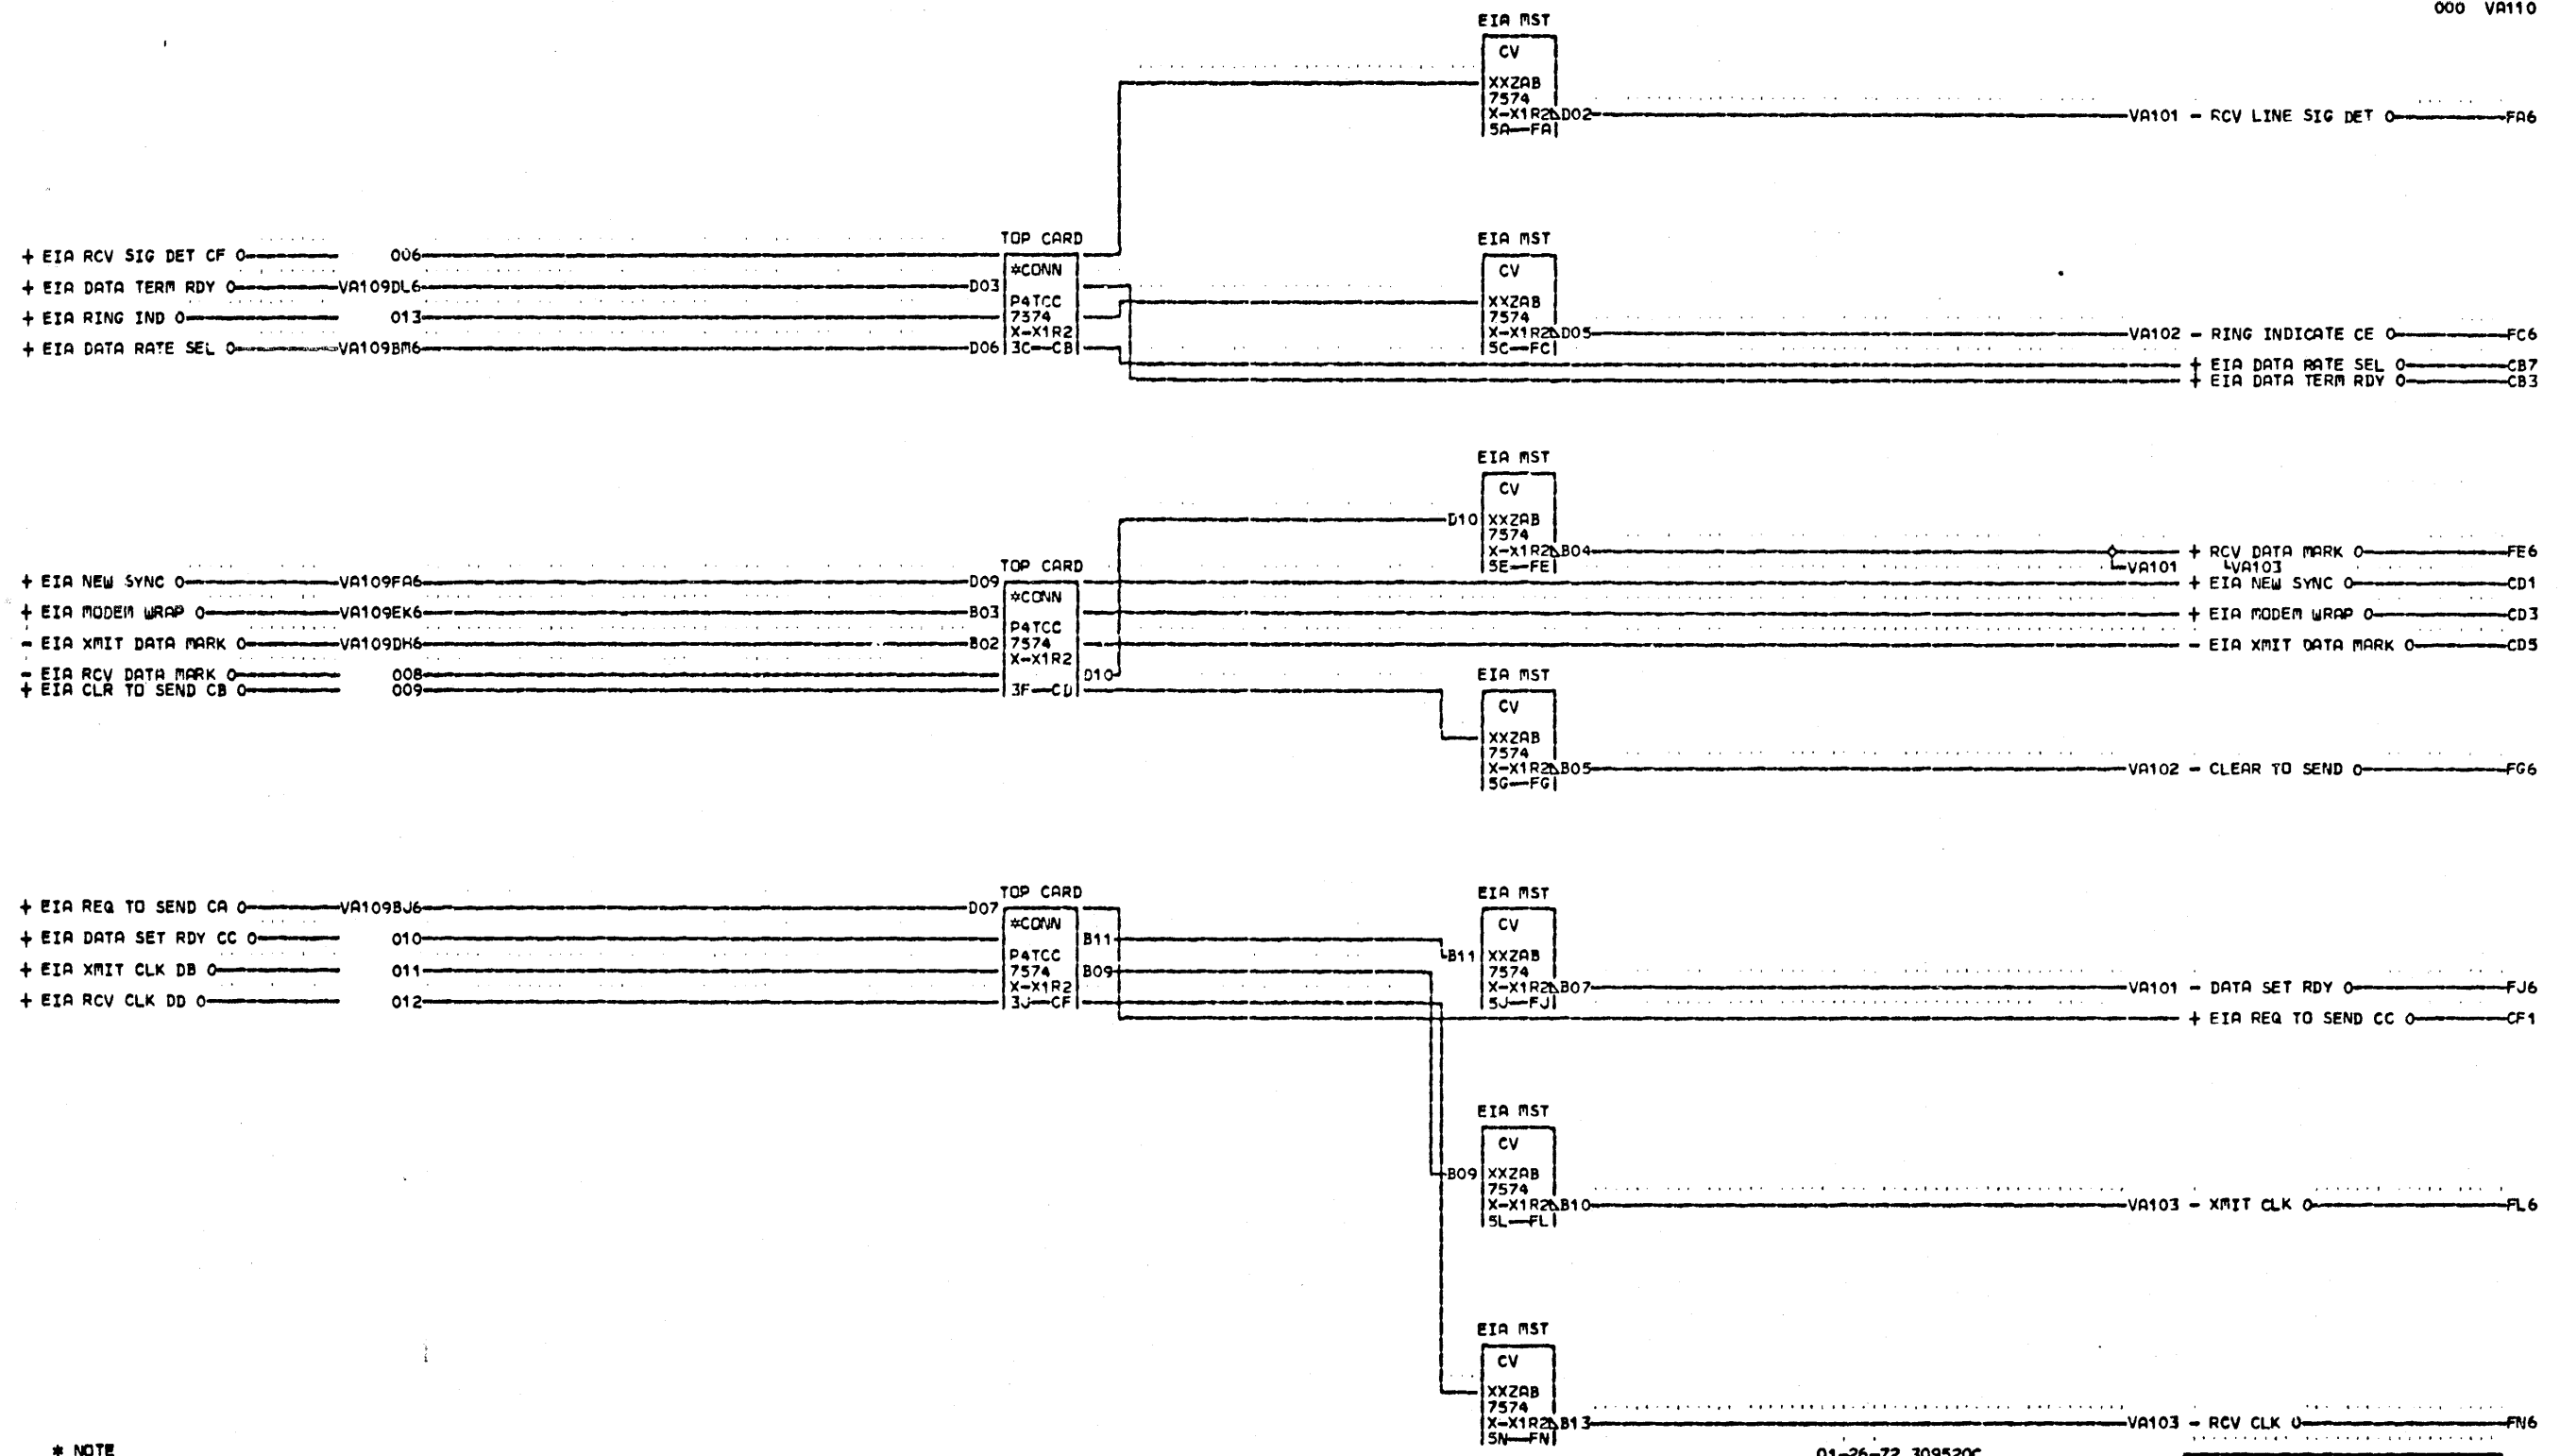 000 VA110
EIA MST
CV
XXZAB
7574
X-X1R2 D02 VA101 - RCV LINE SIG DET O FA6
5A FA
TOP CARD EIA MST
+ EIA RCV SIG DET CF O 006
*CONN CV
+ EIA DATA TERM RDY O VA109DL6 D03
P4TCC XXZAB
+ EIA RING IND O 013 7374 7574
X-X1R2 X-X1R2 D05 VA102 - RING INDICATE CE O FC6
+ EIA DATA RATE SEL O VA109BM6 D06 3C CB 5C FC
+ EIA DATA RATE SEL O CB7
+ EIA DATA TERM RDY O CB3
EIA MST
CV
D10 XXZAB
7574
X-X1R2 B04 + RCV DATA MARK O FE6
TOP CARD 5E FE VA101 VA103
+ EIA NEW SYNC O VA109FA6 D09 + EIA NEW SYNC O CD1
*CONN
+ EIA MODEM WRAP O VA109EK6 B03 + EIA MODEM WRAP O CD3
P4TCC
- EIA XMIT DATA MARK O VA109DH6 B02 7574 - EIA XMIT DATA MARK O CD5
X-X1R2
- EIA RCV DATA MARK O 008 D10 EIA MST
+ EIA CLR TO SEND CB O 009 3F CD
CV
XXZAB
7574
X-X1R2 B05 VA102 - CLEAR TO SEND O FG6
5G FG
TOP CARD EIA MST
+ EIA REQ TO SEND CA O VA109BJ6 D07
*CONN CV
+ EIA DATA SET RDY CC O 010 B11
P4TCC B11 XXZAB
+ EIA XMIT CLK DB O 011 7574 B09 7574
X-X1R2 X-X1R2 B07 VA101 - DATA SET RDY O FJ6
+ EIA RCV CLK DD O 012 3J CF 5J FJ
+ EIA REQ TO SEND CC O CF1
EIA MST
CV
B09 XXZAB
7574
X-X1R2 B10 VA103 - XMIT CLK O FL6
5L FL
EIA MST
CV
XXZAB
7574
X-X1R2 B13 VA103 - RCV CLK O FN6
5N FN
* NOTE
01-26-72 309520C